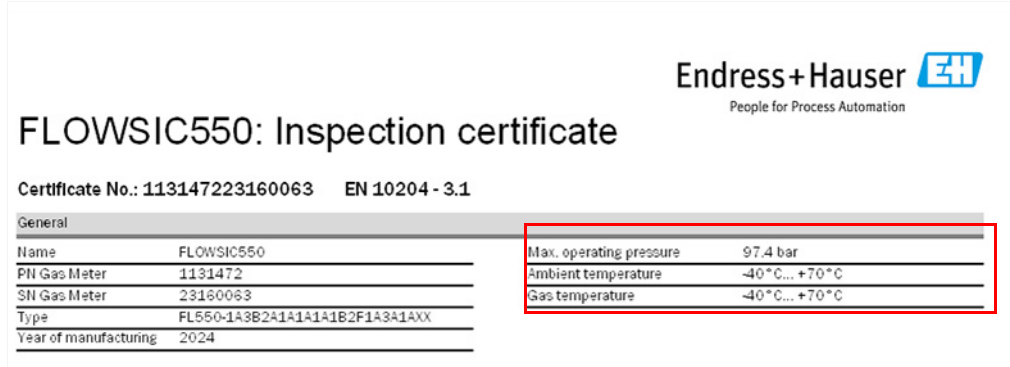 Endress+Hauser EH
People for Process Automation
FLOWSIC550: Inspection certificate
Certificate No.: 113147223160063 EN 10204 - 3.1
General
Name FLOWSIC550
PN Gas Meter 1131472
SN Gas Meter 23160063
Type FL550-1A3B2A1A1A1A1B2F1A3A1AXX
Year of manufacturing 2024
Max. operating pressure 97.4 bar
Ambient temperature -40°C... +70°C
Gas temperature -40°C... +70°C